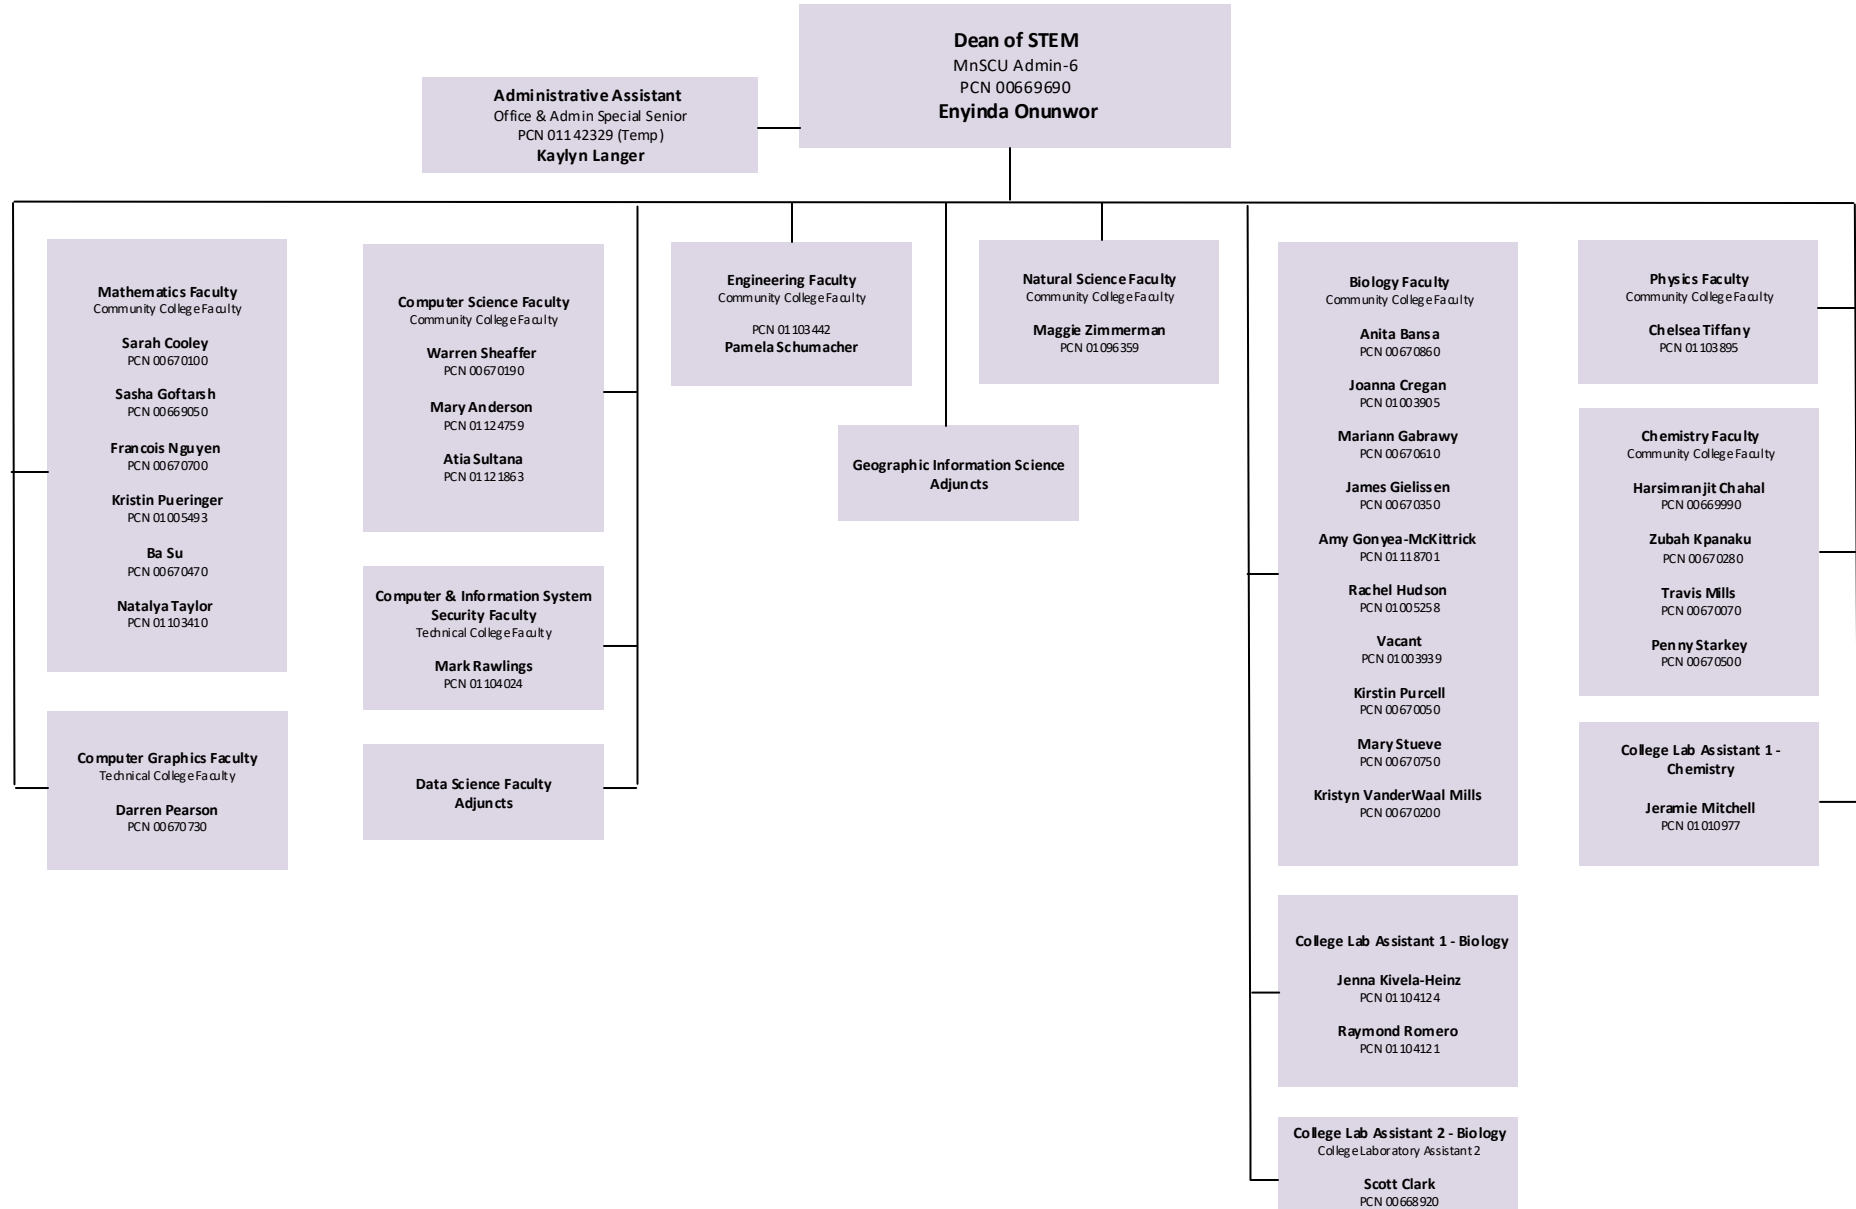 Dean of STEM
MnSCU Admin-6
PCN 00669690
Enyinda Onunwor
Administrative Assistant
Office & Admin Special Senior
PCN 01142329 (Temp)
Kaylyn Langer
Mathematics Faculty
Community College Faculty
Sarah Cooley
PCN 00670100
Sasha Goftarsh
PCN 00669050
Francois Nguyen
PCN 00670700
Kristin Pueringer
PCN 01005493
Ba Su
PCN 00670470
Natalya Taylor
PCN 01103410
Computer Graphics Faculty
Technical College Faculty
Darren Pearson
PCN 00670730
Computer Science Faculty
Community College Faculty
Warren Sheaffer
PCN 00670190
Mary Anderson
PCN 01124759
Atia Sultana
PCN 01121863
Computer & Information System
Security Faculty
Technical College Faculty
Mark Rawlings
PCN 01104024
Data Science Faculty
Adjuncts
Engineering Faculty
Community College Faculty
PCN 01103442
Pamela Schumacher
Geographic Information Science
Adjuncts
Natural Science Faculty
Community College Faculty
Maggie Zimmerman
PCN 01096359
Biology Faculty
Community College Faculty
Anita Bansa
PCN 00670860
Joanna Cregan
PCN 01003905
Mariann Gabrawy
PCN 00670610
James Gielissen
PCN 00670350
Amy Gonyea-McKittrick
PCN 01118701
Rachel Hudson
PCN 01005258
Vacant
PCN 01003939
Kirstin Purcell
PCN 00670050
Mary Stueve
PCN 00670750
Kristyn VanderWaal Mills
PCN 00670200
College Lab Assistant 1 - Biology
Jenna Kivela-Heinz
PCN 01104124
Raymond Romero
PCN 01104121
College Lab Assistant 2 - Biology
College Laboratory Assistant 2
Scott Clark
PCN 00668920
Physics Faculty
Community College Faculty
Chelsea Tiffany
PCN 01103895
Chemistry Faculty
Community College Faculty
Harsimranjit Chahal
PCN 00669990
Zubah Kpanaku
PCN 00670280
Travis Mills
PCN 00670070
Penny Starkey
PCN 00670500
College Lab Assistant 1 -
Chemistry
Jeramie Mitchell
PCN 01010977